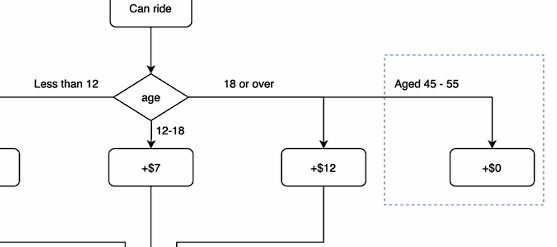 Can ride
Less than 12
age
18 or over
Aged 45 - 55
12-18
+$7
+$12
+$0